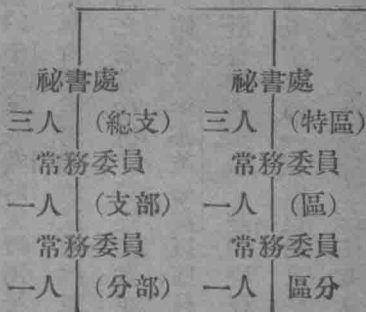 祕書處 祕書處
三人 (總支) 三人 (特區)
常務委員 常務委員
一人 (支部) 一人 (區)
常務委員 常務委員
一人 (分部) 一人 區分